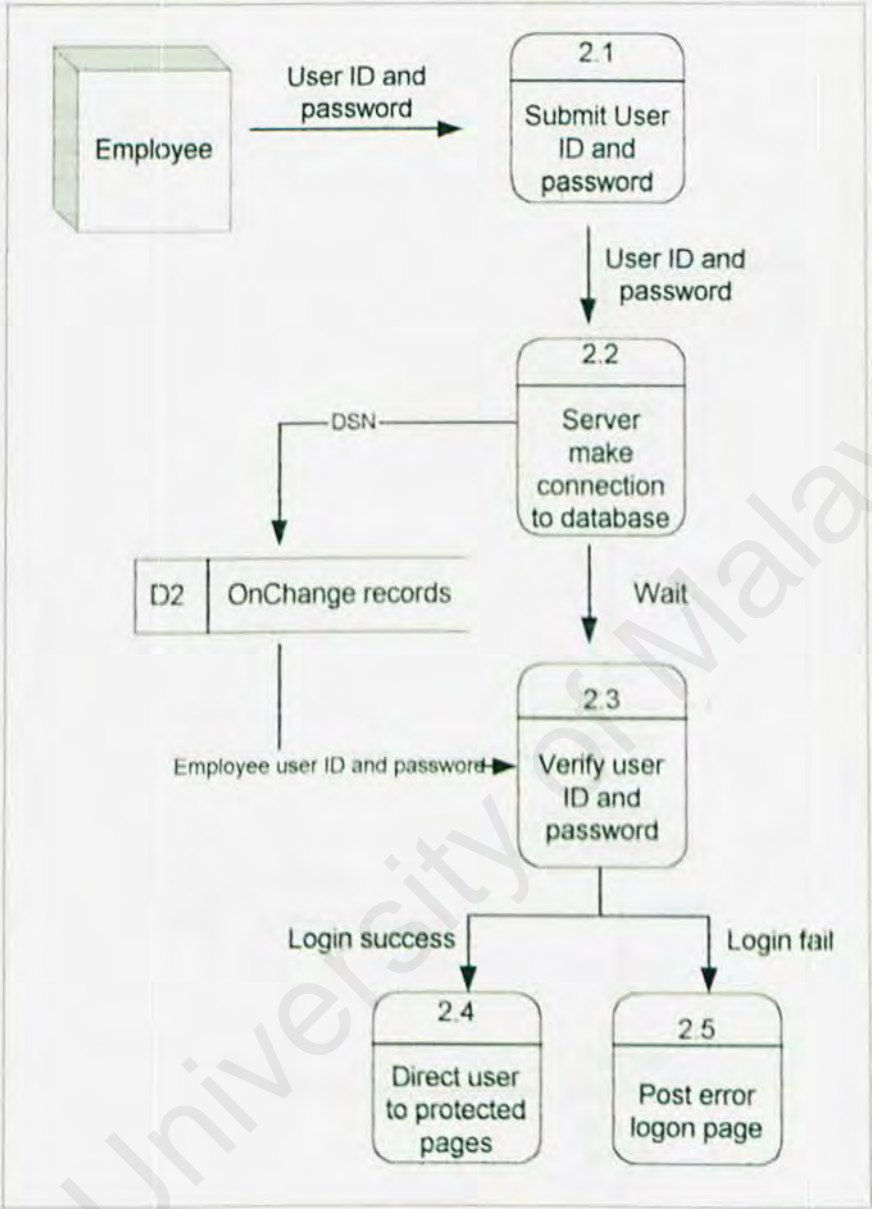 Employee
User ID and
password
2.1
Submit User
ID and
password
User ID and
password
2.2
Server
make
connection
to database
DSN
D2
OnChange records
Wait
2.3
Verify user
ID and
password
Employee user ID and password
Login success
Login fail
2.4
Direct user
to protected
pages
2.5
Post error
logon page
University of Malay